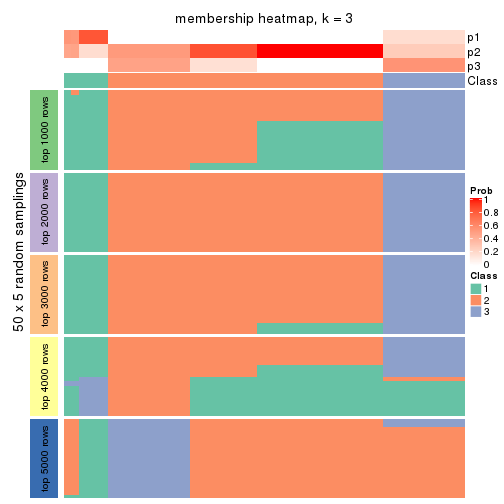 membership heatmap, k = 3
p1
p2
p3
Class
50 x 5 random samplings
top 1000 rows
top 2000 rows
top 3000 rows
top 4000 rows
top 5000 rows
Prob
1
0.8
0.6
0.4
0.2
0
Class
1
2
3